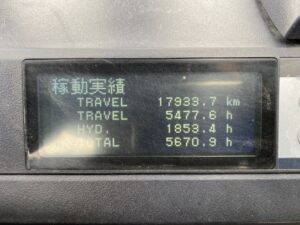 稼動実績
TRAVEL 17933.7 km
TRAVEL 5477.6 h
HYD. 1853.4 h
TOTAL 5670.9 h